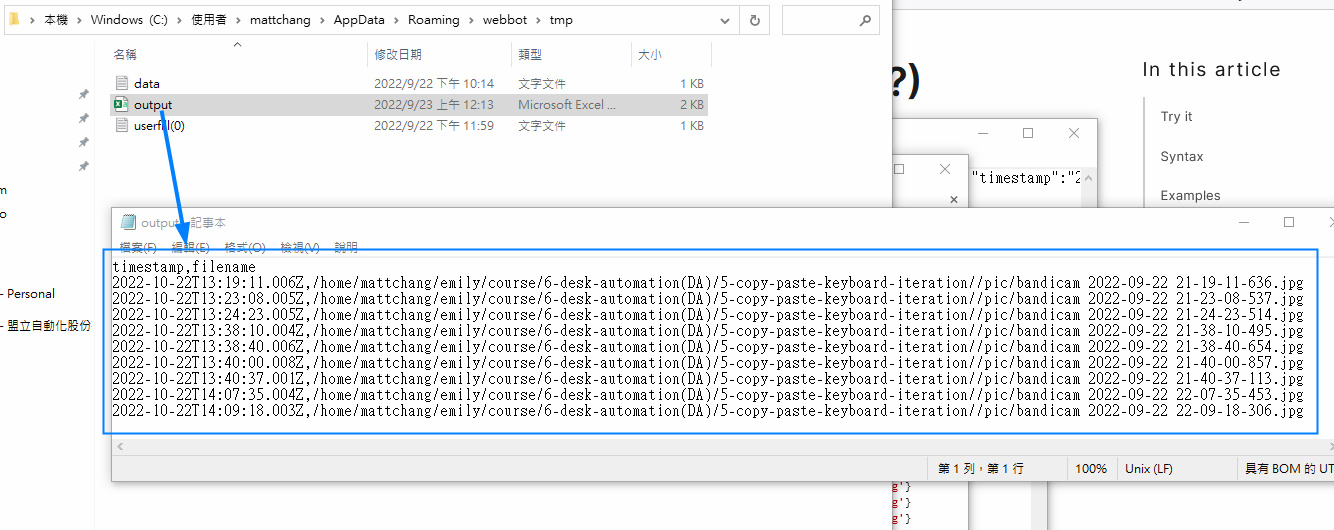 本機 › Windows (C:) › 使用者 › mattchang › AppData › Roaming › webbot › tmp
名稱 修改日期 類型 大小
data 2022/9/22 下午 10:14 文字文件 1 KB
output 2022/9/23 上午 12:13 Microsoft Excel ... 2 KB
userfill(0) 2022/9/22 下午 11:59 文字文件 1 KB
?)
In this article
Try it
Syntax
Examples
"timestamp":"2
- Personal
- 盟立自動化股份
output - 記事本
檔案(F) 編輯(E) 格式(O) 檢視(V) 說明
timestamp,filename
2022-10-22T13:19:11.006Z,/home/mattchang/emily/course/6-desk-automation(DA)/5-copy-paste-keyboard-iteration//pic/bandicam 2022-09-22 21-19-11-636.jpg
2022-10-22T13:23:08.005Z,/home/mattchang/emily/course/6-desk-automation(DA)/5-copy-paste-keyboard-iteration//pic/bandicam 2022-09-22 21-23-08-537.jpg
2022-10-22T13:24:23.005Z,/home/mattchang/emily/course/6-desk-automation(DA)/5-copy-paste-keyboard-iteration//pic/bandicam 2022-09-22 21-24-23-514.jpg
2022-10-22T13:38:10.004Z,/home/mattchang/emily/course/6-desk-automation(DA)/5-copy-paste-keyboard-iteration//pic/bandicam 2022-09-22 21-38-10-495.jpg
2022-10-22T13:38:40.006Z,/home/mattchang/emily/course/6-desk-automation(DA)/5-copy-paste-keyboard-iteration//pic/bandicam 2022-09-22 21-38-40-654.jpg
2022-10-22T13:40:00.008Z,/home/mattchang/emily/course/6-desk-automation(DA)/5-copy-paste-keyboard-iteration//pic/bandicam 2022-09-22 21-40-00-857.jpg
2022-10-22T13:40:37.001Z,/home/mattchang/emily/course/6-desk-automation(DA)/5-copy-paste-keyboard-iteration//pic/bandicam 2022-09-22 21-40-37-113.jpg
2022-10-22T14:07:35.004Z,/home/mattchang/emily/course/6-desk-automation(DA)/5-copy-paste-keyboard-iteration//pic/bandicam 2022-09-22 22-07-35-453.jpg
2022-10-22T14:09:18.003Z,/home/mattchang/emily/course/6-desk-automation(DA)/5-copy-paste-keyboard-iteration//pic/bandicam 2022-09-22 22-09-18-306.jpg
第 1 列，第 1 行 100% Unix (LF) 具有 BOM 的 UT
g'}
g'}
g'}